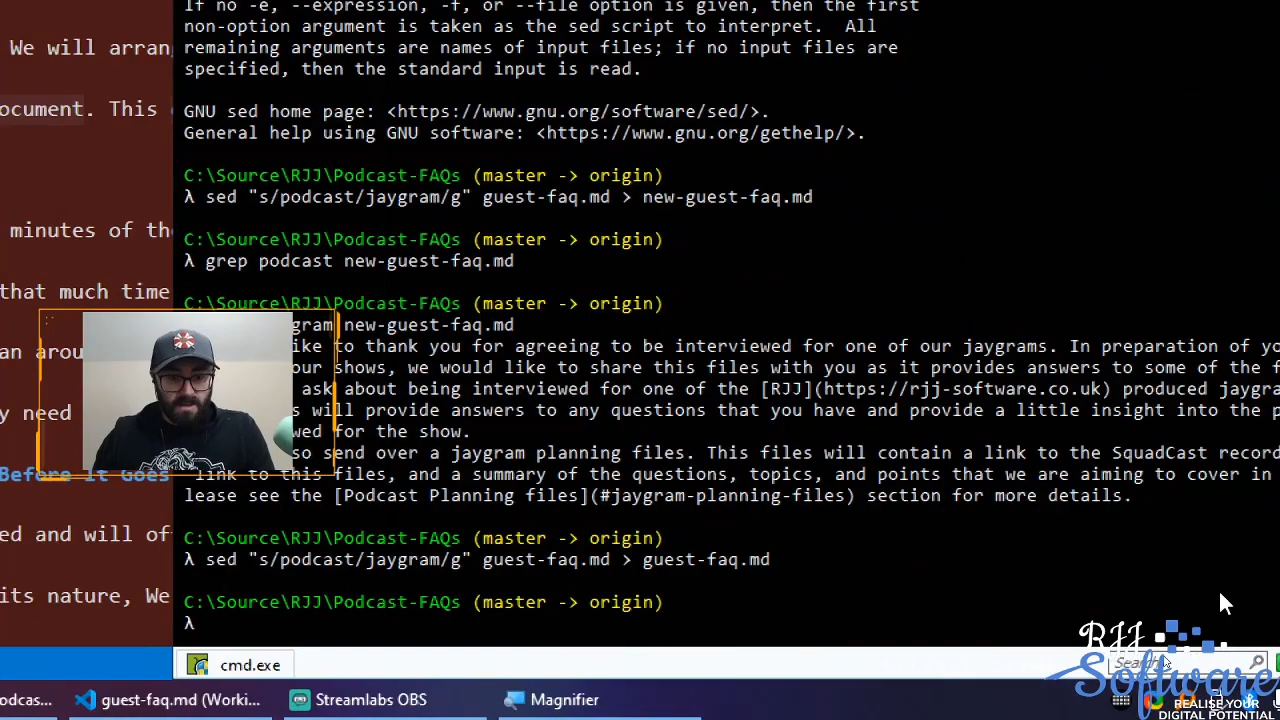 If no -e, --expression, -f, or --file option is given, then the first
We will arran
non-option argument is taken as the sed script to interpret.  All
remaining arguments are names of input files; if no input files are
specified, then the standard input is read.
ocument. This
GNU sed home page: <https://www.gnu.org/software/sed/>.
General help using GNU software: <https://www.gnu.org/gethelp/>.
C:\Source\RJJ\Podcast-FAQs (master -> origin)
λ sed "s/podcast/jaygram/g" guest-faq.md > new-guest-faq.md
minutes of the
C:\Source\RJJ\Podcast-FAQs (master -> origin)
λ grep podcast new-guest-faq.md
that much time
C:\Source\RJJ\Podcast-FAQs (master -> origin)
gram new-guest-faq.md
an arou
ike to thank you for agreeing to be interviewed for one of our jaygrams. In preparation of yo
our shows, we would like to share this files with you as it provides answers to some of the f
ask about being interviewed for one of the [RJJ](https://rjj-software.co.uk) produced jaygra
y need
s will provide answers to any questions that you have and provide a little insight into the p
wed for the show.
so send over a jaygram planning files. This files will contain a link to the SquadCast record
Before It Goes
link to this files, and a summary of the questions, topics, and points that we are aiming to cover in
lease see the [Podcast Planning files](#jaygram-planning-files) section for more details.
ed and will of
C:\Source\RJJ\Podcast-FAQs (master -> origin)
λ sed "s/podcast/jaygram/g" guest-faq.md > guest-faq.md
its nature, We
C:\Source\RJJ\Podcast-FAQs (master -> origin)
λ
RJJ
Software
REALISE YOUR
DIGITAL POTENTIAL
cmd.exe
Search
odcas...
guest-faq.md (Worki...
Streamlabs OBS
Magnifier